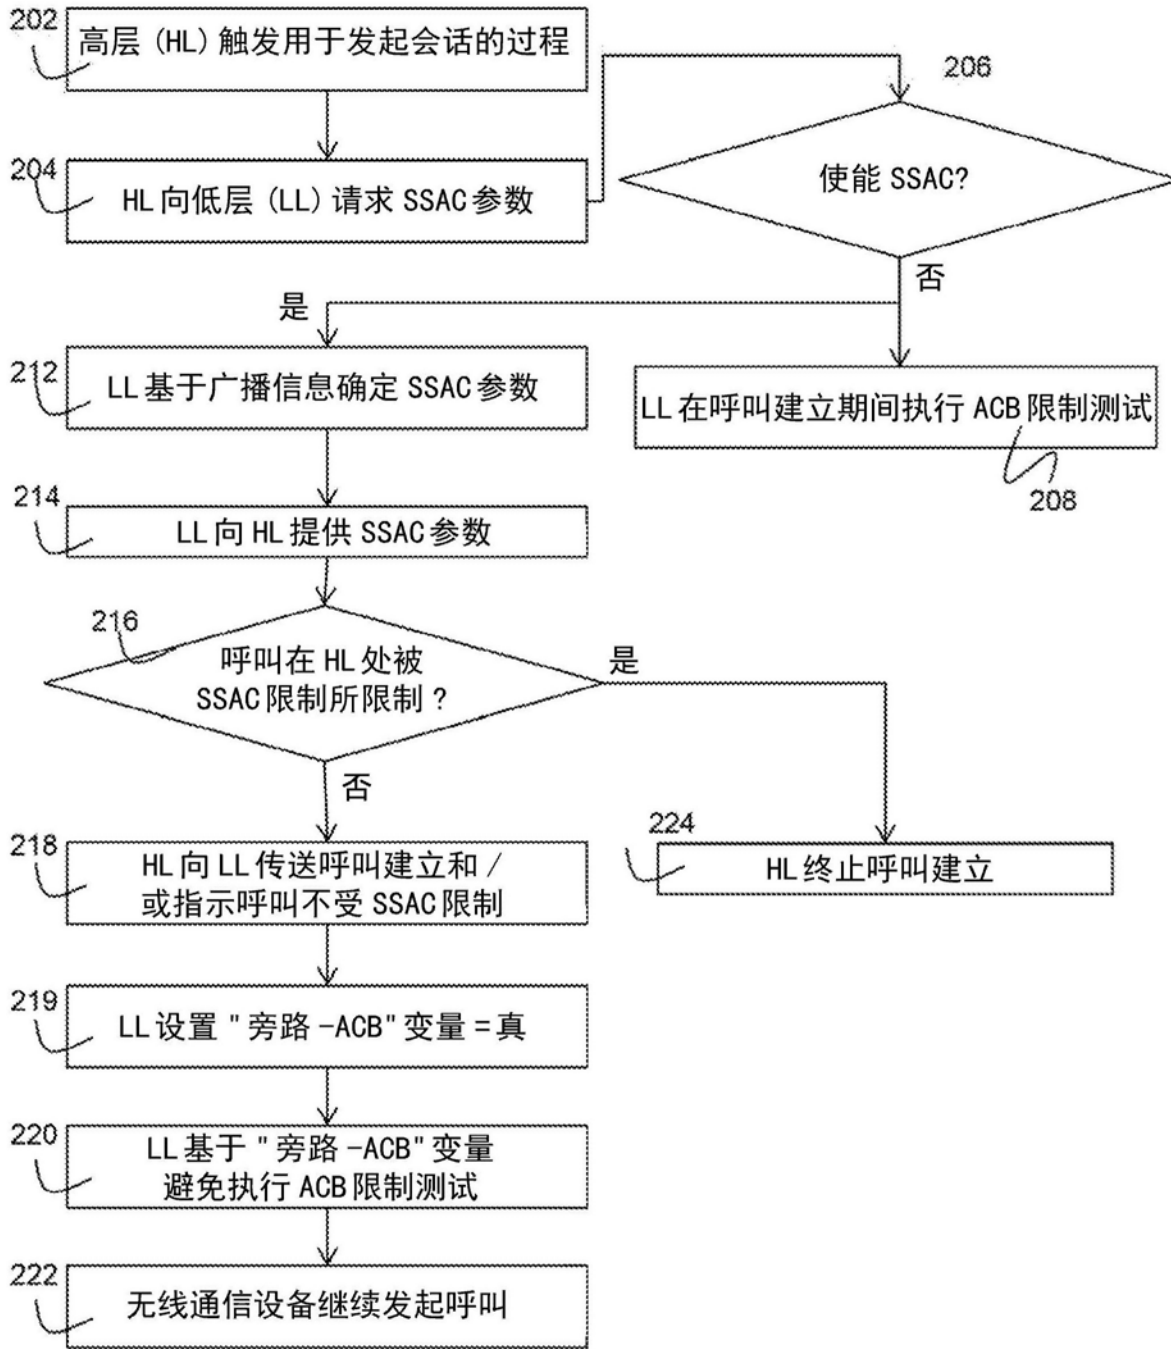 202
高层 (HL) 触发用于发起会话的过程
206
204
HL 向低层 (LL) 请求 SSAC 参数
使能 SSAC?
否
是
212
LL 基于广播信息确定 SSAC 参数
LL 在呼叫建立期间执行 ACB 限制测试
208
214
LL 向 HL 提供 SSAC 参数
216
呼叫在 HL 处被
SSAC 限制所限制?
是
否
218
HL 向 LL 传送呼叫建立和 /
或指示呼叫不受 SSAC 限制
224
HL 终止呼叫建立
219
LL 设置 "旁路 -ACB" 变量 = 真
220
LL 基于 "旁路 -ACB" 变量
避免执行 ACB 限制测试
222
无线通信设备继续发起呼叫